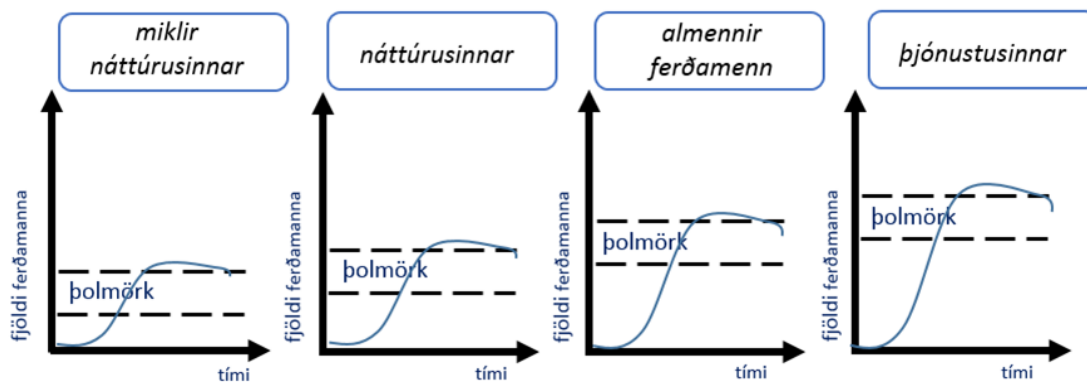 miklir
náttúrusinnar
náttúrusinnar
almennir
ferðamenn
þjónustusinnar
fjöldi ferðamanna
þolmörk
tími
fjöldi ferðamanna
þolmörk
tími
fjöldi ferðamanna
þolmörk
tími
fjöldi ferðamanna
þolmörk
tími